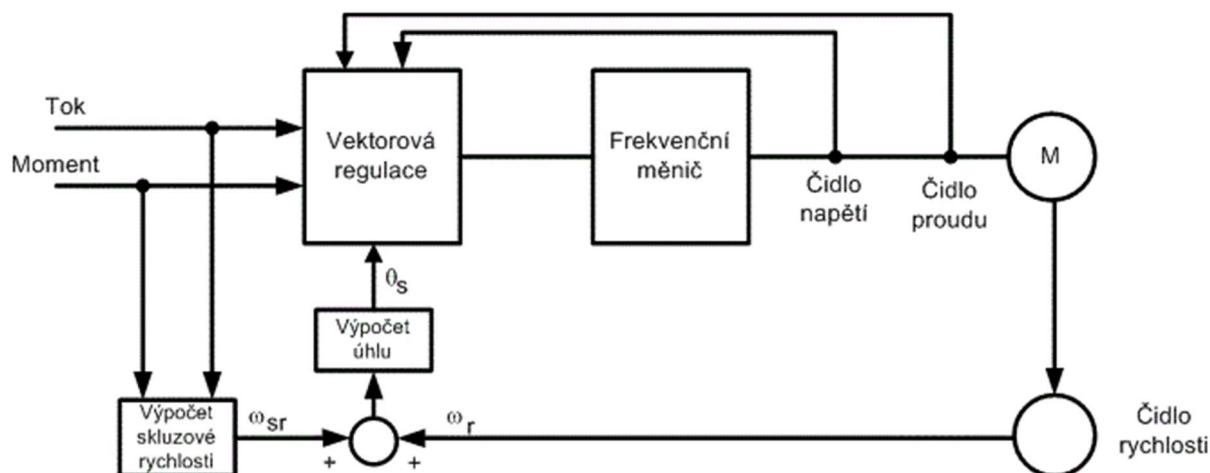 Tok
Moment
Vektorová
regulace
Frekvenční
měnič
Čidlo
napětí
Čidlo
proudu
M
θs
Výpočet
úhlu
Výpočet
skluzové
rychlosti
ωsr
+
+
ωr
Čidlo
rychlosti